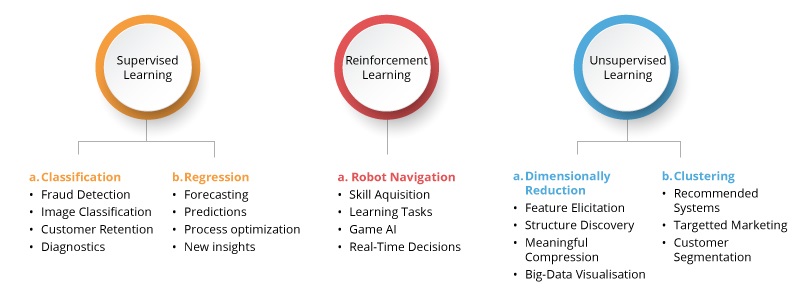 Supervised
Learning
Reinforcement
Learning
Unsupervised
Learning
a. Classification
• Fraud Detection
• Image Classification
• Customer Retention
• Diagnostics
b. Regression
• Forecasting
• Predictions
• Process optimization
• New insights
a. Robot Navigation
• Skill Aquisition
• Learning Tasks
• Game AI
• Real-Time Decisions
a. Dimensionally
Reduction
• Feature Elicitation
• Structure Discovery
• Meaningful
Compression
• Big-Data Visualisation
b. Clustering
• Recommended
Systems
• Targetted Marketing
• Customer
Segmentation